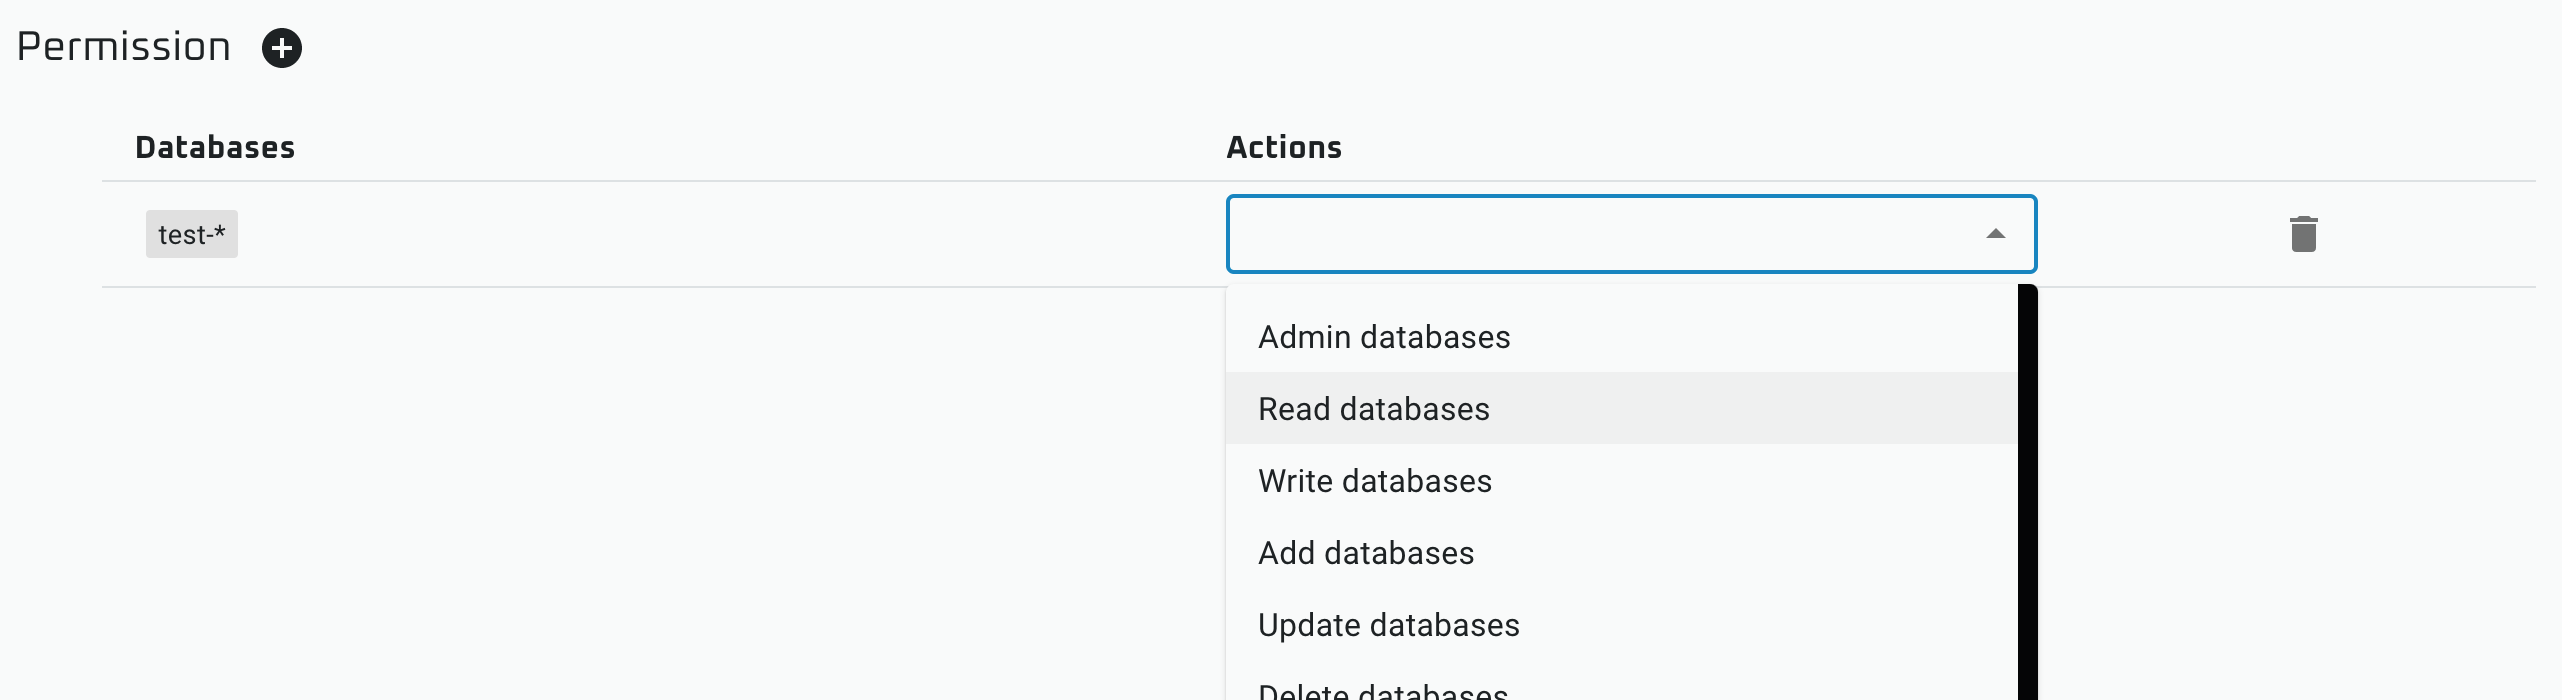 Permission
Databases Actions
test-*
Admin databases
Read databases
Write databases
Add databases
Update databases
Delete databases